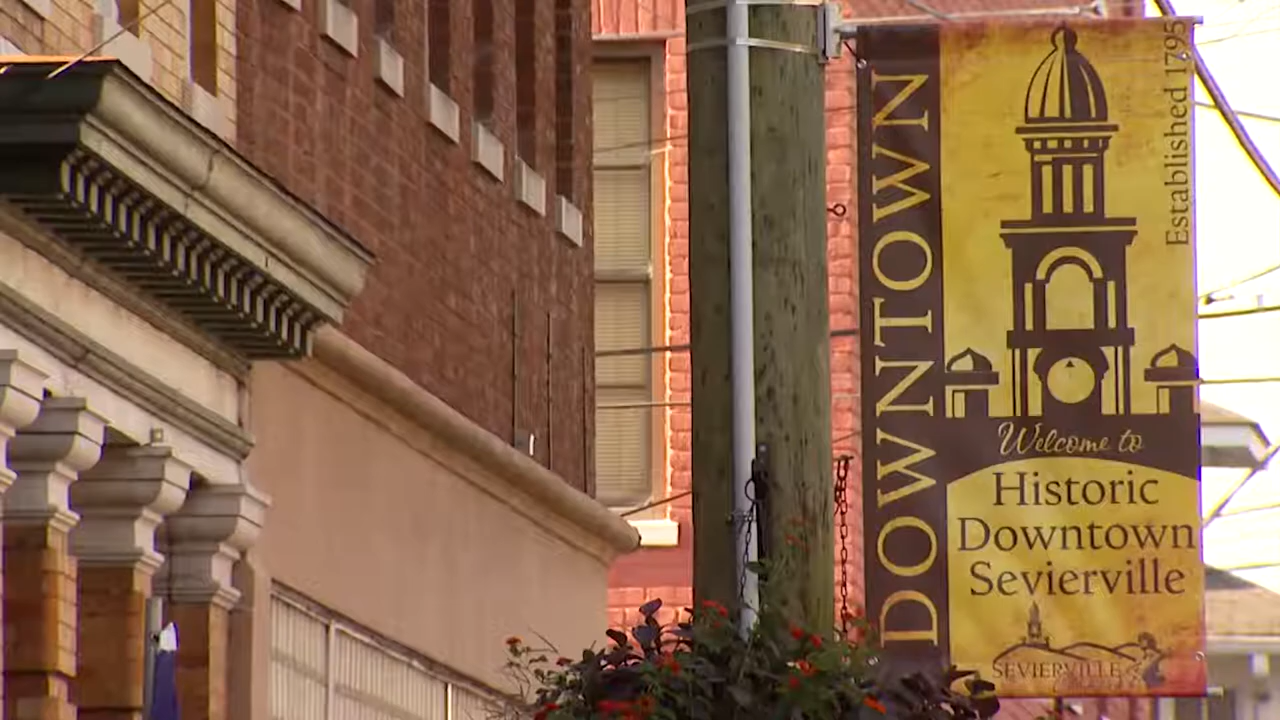 DOWNTOWN
Established 1795
Welcome to
Historic
Downtown
Sevierville
SEVIERVILLE